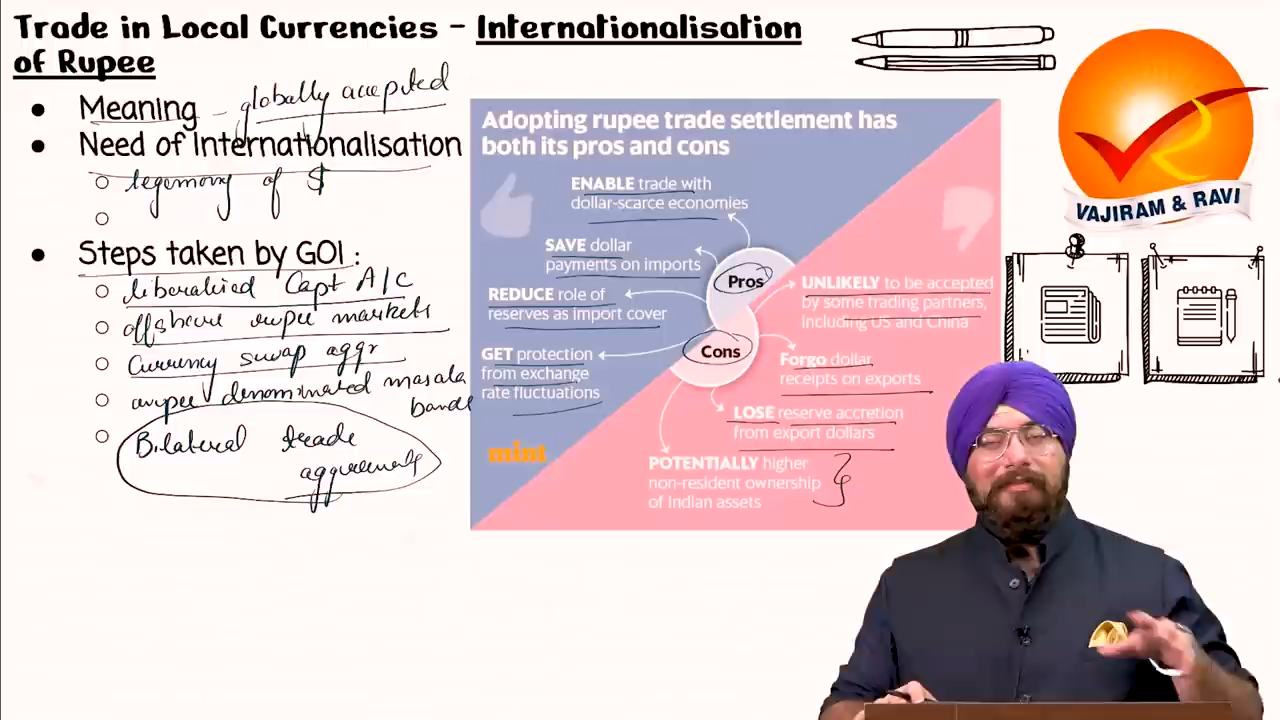 Trade in Local Currencies – Internationalisation
of Rupee
● Meaning – globally accepted
● Need of Internationalisation
○ hegemony of $
○
● Steps taken by GOI :
○ liberalised Capt A/C
○ offshore rupee markets
○ Currency swap aggr
○ rupee denominated masala
bands
○ Bilateral trade
aggreements
Adopting rupee trade settlement has
both its pros and cons
ENABLE trade with
dollar-scarce economies
SAVE dollar
payments on imports
REDUCE role of
reserves as import cover
GET protection
from exchange
rate fluctuations
Pros
Cons
UNLIKELY to be accepted
by some trading partners,
including US and China
Forgo dollar
receipts on exports
LOSE reserve accretion
from export dollars
POTENTIALLY higher
non-resident ownership
of Indian assets
mint
VAJIRAM & RAVI